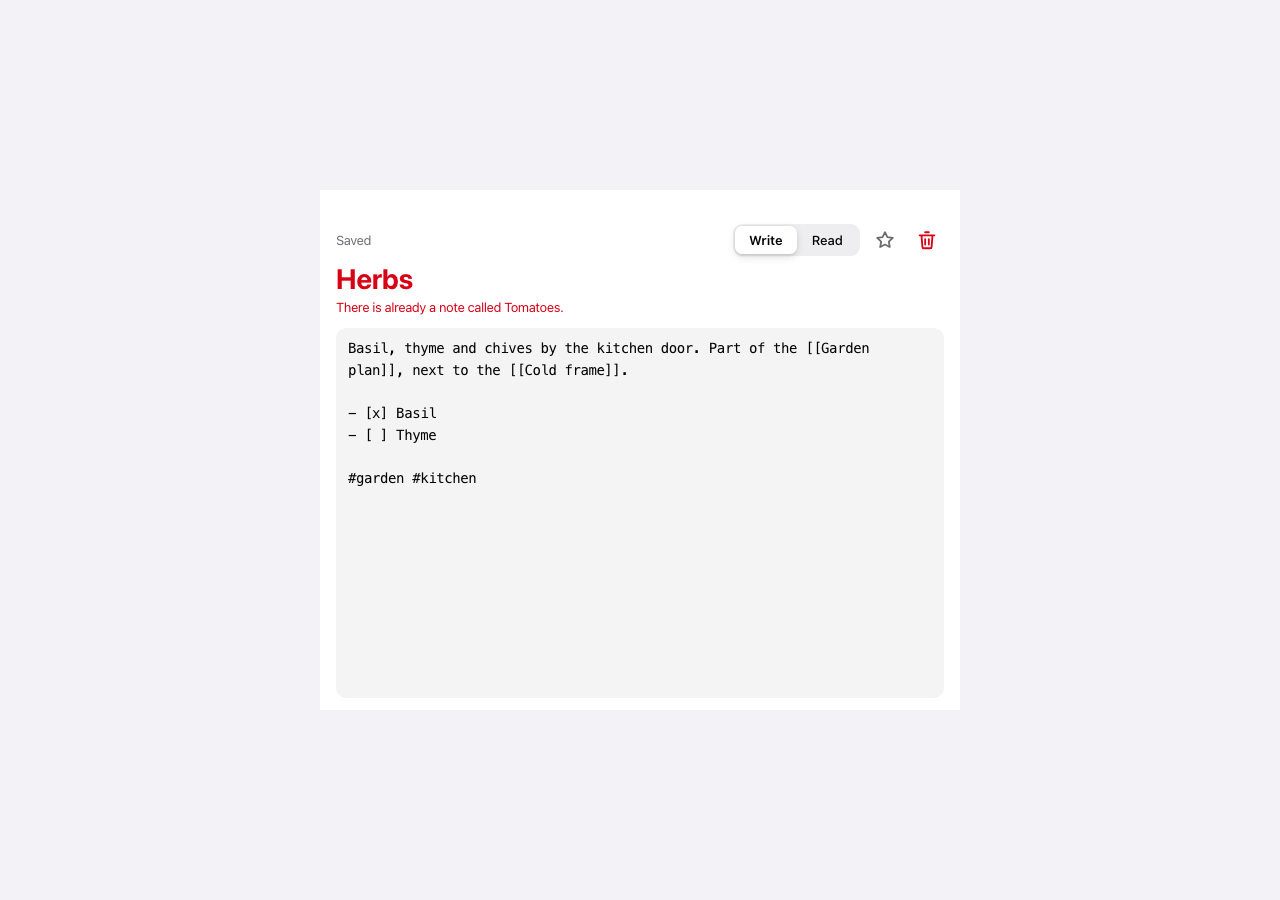 Saved
Write
Read
Herbs
There is already a note called Tomatoes.
Basil, thyme and chives by the kitchen door. Part of the [[Garden
plan]], next to the [[Cold frame]].
- [x] Basil
- [ ] Thyme
#garden #kitchen